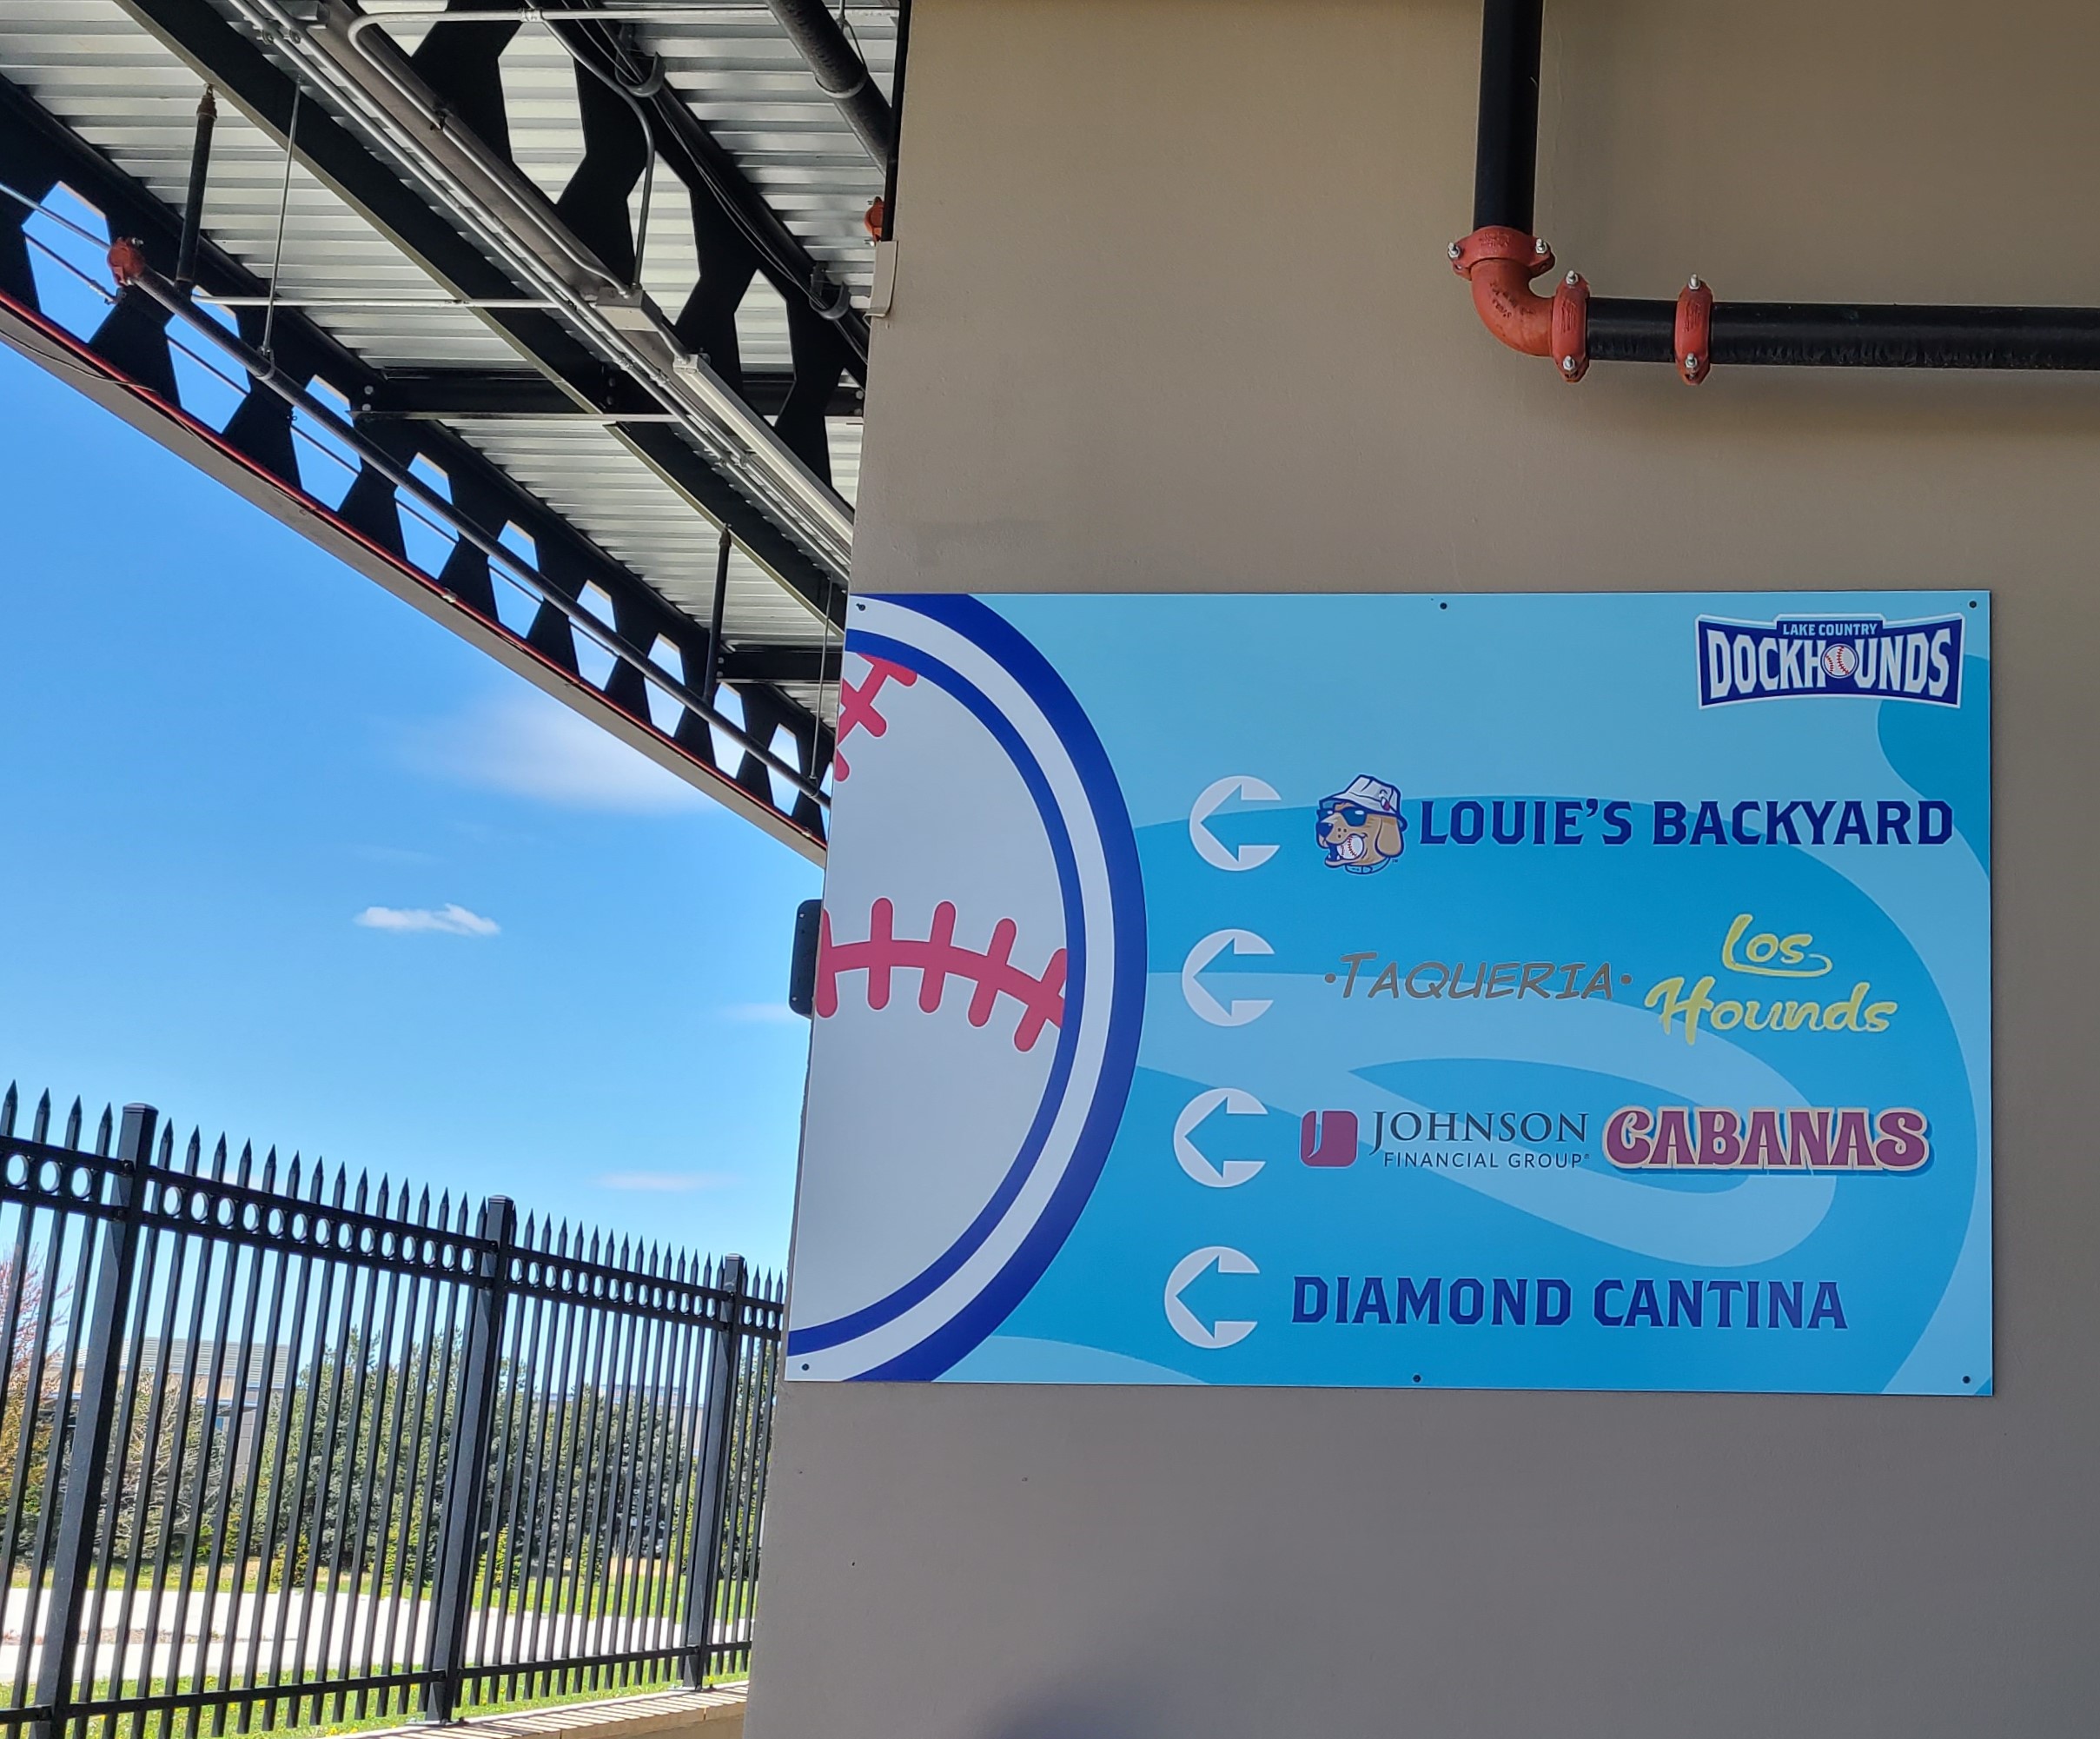 LAKE COUNTRY
DOCKHOUNDS
LOUIE'S BACKYARD
•TAQUERIA• Los Hounds
JOHNSON FINANCIAL GROUP® CABANAS
DIAMOND CANTINA